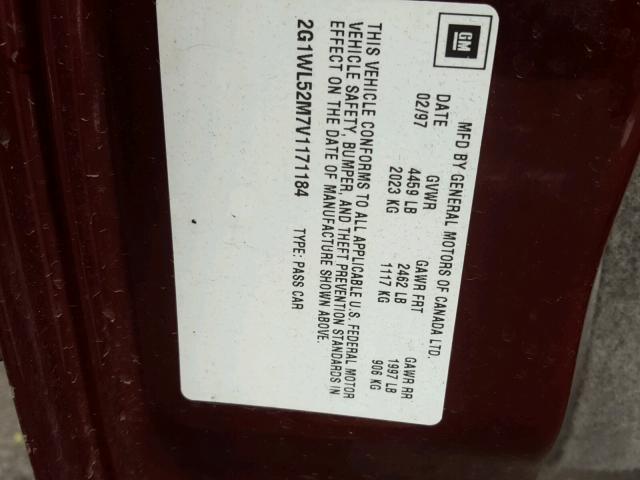 GM
MFD BY GENERAL MOTORS OF CANADA LTD.
DATE GVWR GAWR FRT GAWR RR
02/97 4459 LB 2462 LB 1997 LB
2023 KG 1117 KG 906 KG
THIS VEHICLE CONFORMS TO ALL APPLICABLE U.S. FEDERAL MOTOR
VEHICLE SAFETY, BUMPER, AND THEFT PREVENTION STANDARDS IN
EFFECT ON THE DATE OF MANUFACTURE SHOWN ABOVE.
2G1WL52M7V1171184 TYPE: PASS CAR